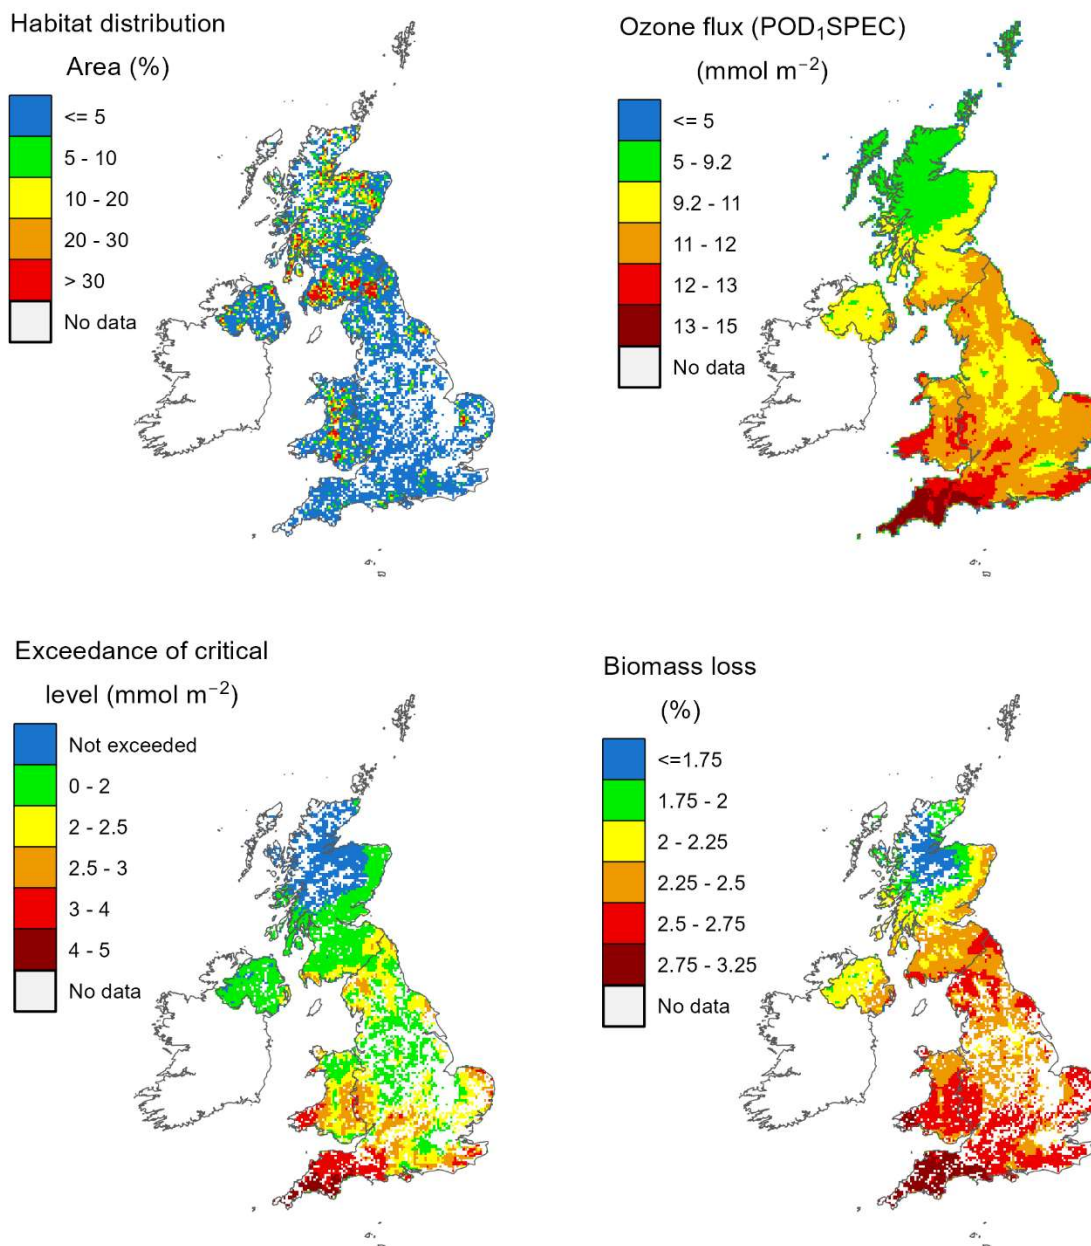 Habitat distribution
Area (%)
<= 5
5 - 10
10 - 20
20 - 30
> 30
No data
Ozone flux (POD₁SPEC)
(mmol m⁻²)
<= 5
5 - 9.2
9.2 - 11
11 - 12
12 - 13
13 - 15
No data
Exceedance of critical
level (mmol m⁻²)
Not exceeded
0 - 2
2 - 2.5
2.5 - 3
3 - 4
4 - 5
No data
Biomass loss
(%)
<=1.75
1.75 - 2
2 - 2.25
2.25 - 2.5
2.5 - 2.75
2.75 - 3.25
No data